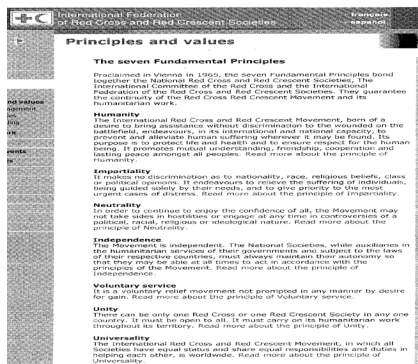 International Federation
of Red Cross and Red Crescent Societies
français
español
Principles and values
The seven Fundamental Principles
Proclaimed in Vienna in 1965, the seven Fundamental Principles bond
together the National Red Cross and Red Crescent Societies, The
International Committee of the Red Cross and the International
Federation of the Red Cross and Red Crescent Societies. They guarantee
the continuity of the Red Cross Red Crescent Movement and its
humanitarian work.
Humanity
The International Red Cross and Red Crescent Movement, born of a
desire to bring assistance without discrimination to the wounded on the
battlefield, endeavours, in its international and national capacity, to
prevent and alleviate human suffering wherever it may be found. Its
purpose is to protect life and health and to ensure respect for the human
being. It promotes mutual understanding, friendship, cooperation and
lasting peace amongst all peoples. Read more about the principle of
Humanity.
Impartiality
It makes no discrimination as to nationality, race, religious beliefs, class
or political opinions. It endeavours to relieve the suffering of individuals,
being guided solely by their needs, and to give priority to the most
urgent cases of distress. Read more about the principle of Impartiality.
Neutrality
In order to continue to enjoy the confidence of all, the Movement may
not take sides in hostilities or engage at any time in controversies of a
political, racial, religious or ideological nature. Read more about the
principle of Neutrality.
Independence
The Movement is independent. The National Societies, while auxiliaries in
the humanitarian services of their governments and subject to the laws
of their respective countries, must always maintain their autonomy so
that they may be able at all times to act in accordance with the
principles of the Movement. Read more about the principle of
Independence.
Voluntary service
It is a voluntary relief movement not prompted in any manner by desire
for gain. Read more about the principle of Voluntary service.
Unity
There can be only one Red Cross or one Red Crescent Society in any one
country. It must be open to all. It must carry on its humanitarian work
throughout its territory. Read more about the principle of Unity.
Universality
The International Red Cross and Red Crescent Movement, in which all
Societies have equal status and share equal responsibilities and duties in
helping each other, is worldwide. Read more about the principle of
Universality.
nd values